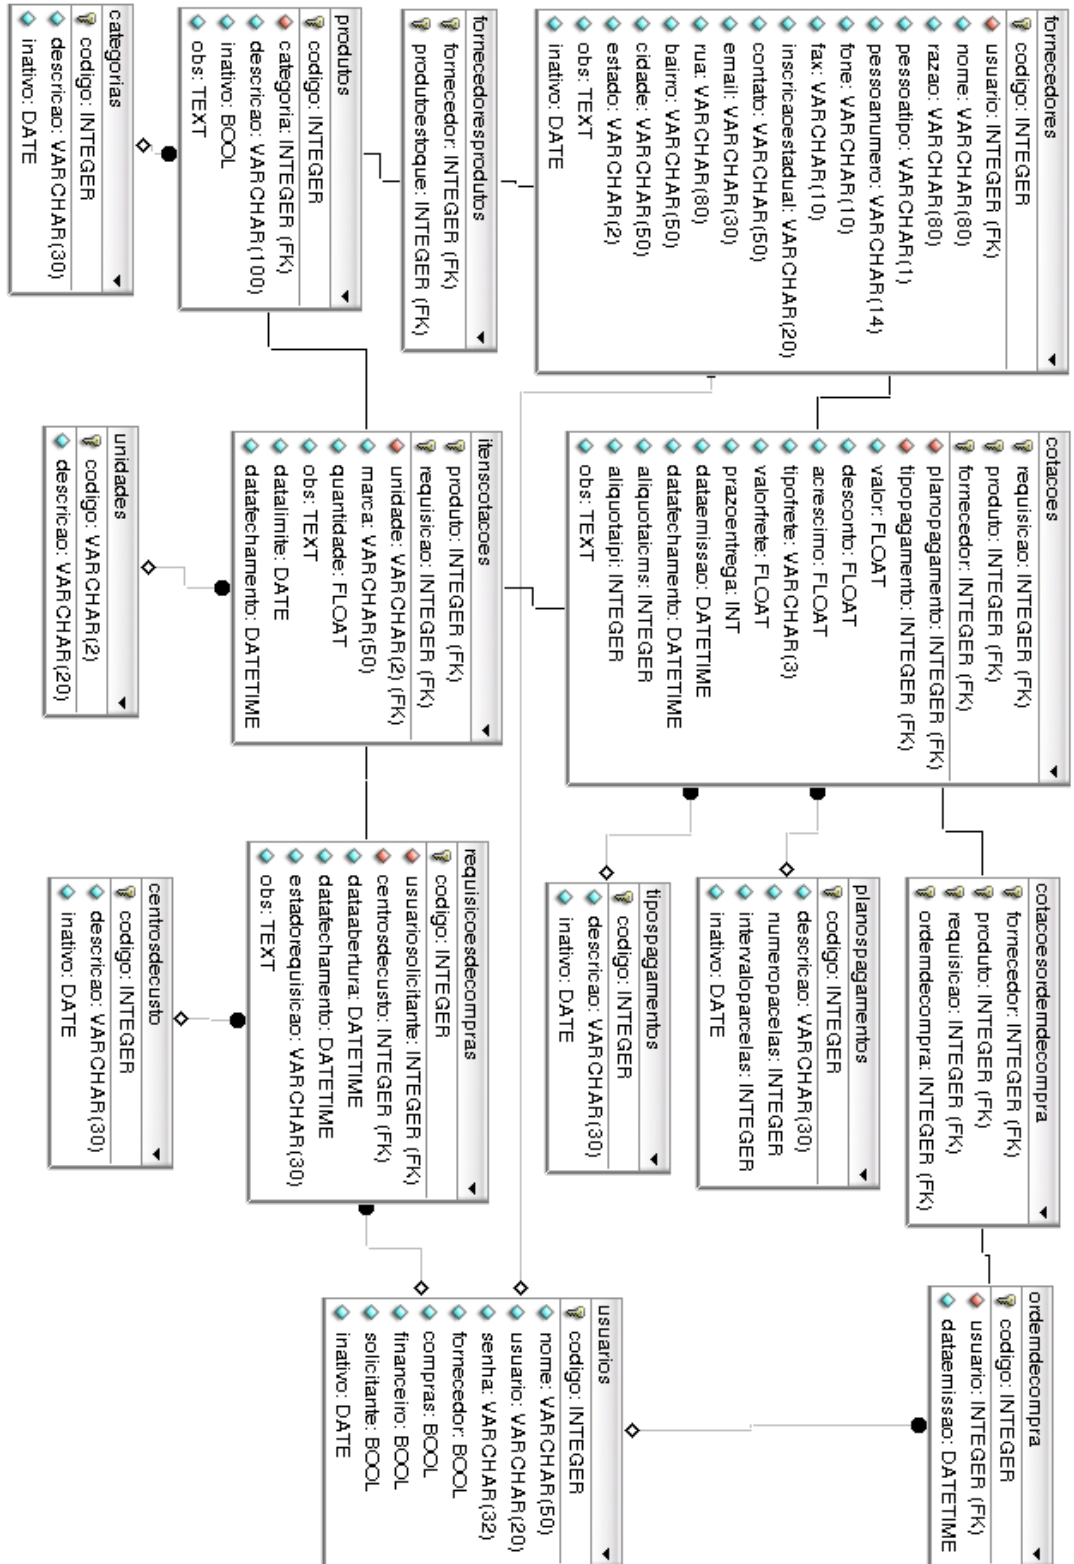 fornecedores
codigo: INTEGER
usuario: INTEGER (FK)
nome: VARCHAR(80)
razao: VARCHAR(80)
pessoatipo: VARCHAR(1)
pessoanumero: VARCHAR(14)
fone: VARCHAR(10)
fax: VARCHAR(10)
inscricaoestadual: VARCHAR(20)
contato: VARCHAR(50)
email: VARCHAR(30)
rua: VARCHAR(80)
bairro: VARCHAR(50)
cidade: VARCHAR(50)
estado: VARCHAR(2)
obs: TEXT
inativo: DATE
cotacoes
requisicao: INTEGER (FK)
produto: INTEGER (FK)
fornecedor: INTEGER (FK)
planopagamento: INTEGER (FK)
tipopagamento: INTEGER (FK)
valor: FLOAT
desconto: FLOAT
acrescimo: FLOAT
tipofrete: VARCHAR(3)
valorfrete: FLOAT
prazoentrega: INT
dataemissao: DATETIME
datafechamento: DATETIME
aliquotaicms: INTEGER
aliquotaipi: INTEGER
obs: TEXT
cotacoesordemdecompra
fornecedor: INTEGER (FK)
produto: INTEGER (FK)
requisicao: INTEGER (FK)
ordemdecompra: INTEGER (FK)
ordemdecompra
codigo: INTEGER
usuario: INTEGER (FK)
dataemissao: DATETIME
planospagamentos
codigo: INTEGER
descricao: VARCHAR(30)
numeropacelas: INTEGER
intervaloparcelas: INTEGER
inativo: DATE
tipospagamentos
codigo: INTEGER
descricao: VARCHAR(30)
inativo: DATE
usuarios
codigo: INTEGER
nome: VARCHAR(50)
usuario: VARCHAR(20)
senha: VARCHAR(32)
fornecedor: BOOL
compras: BOOL
financeiro: BOOL
solicitante: BOOL
inativo: DATE
fornecedoresprodutos
fornecedor: INTEGER (FK)
produtoestoque: INTEGER (FK)
itenscotacoes
produto: INTEGER (FK)
requisicao: INTEGER (FK)
unidade: VARCHAR(2) (FK)
marca: VARCHAR(50)
quantidade: FLOAT
obs: TEXT
datalimite: DATE
datafechamento: DATETIME
requisicoesdecompras
codigo: INTEGER
usuariosolicitante: INTEGER (FK)
centrosdecusto: INTEGER (FK)
dataabertura: DATETIME
datafechamento: DATETIME
estadorequisicao: VARCHAR(30)
obs: TEXT
produtos
codigo: INTEGER
categoria: INTEGER (FK)
descricao: VARCHAR(100)
inativo: BOOL
obs: TEXT
categorias
codigo: INTEGER
descricao: VARCHAR(30)
inativo: DATE
unidades
codigo: VARCHAR(2)
descricao: VARCHAR(20)
centrosdecusto
codigo: INTEGER
descricao: VARCHAR(30)
inativo: DATE